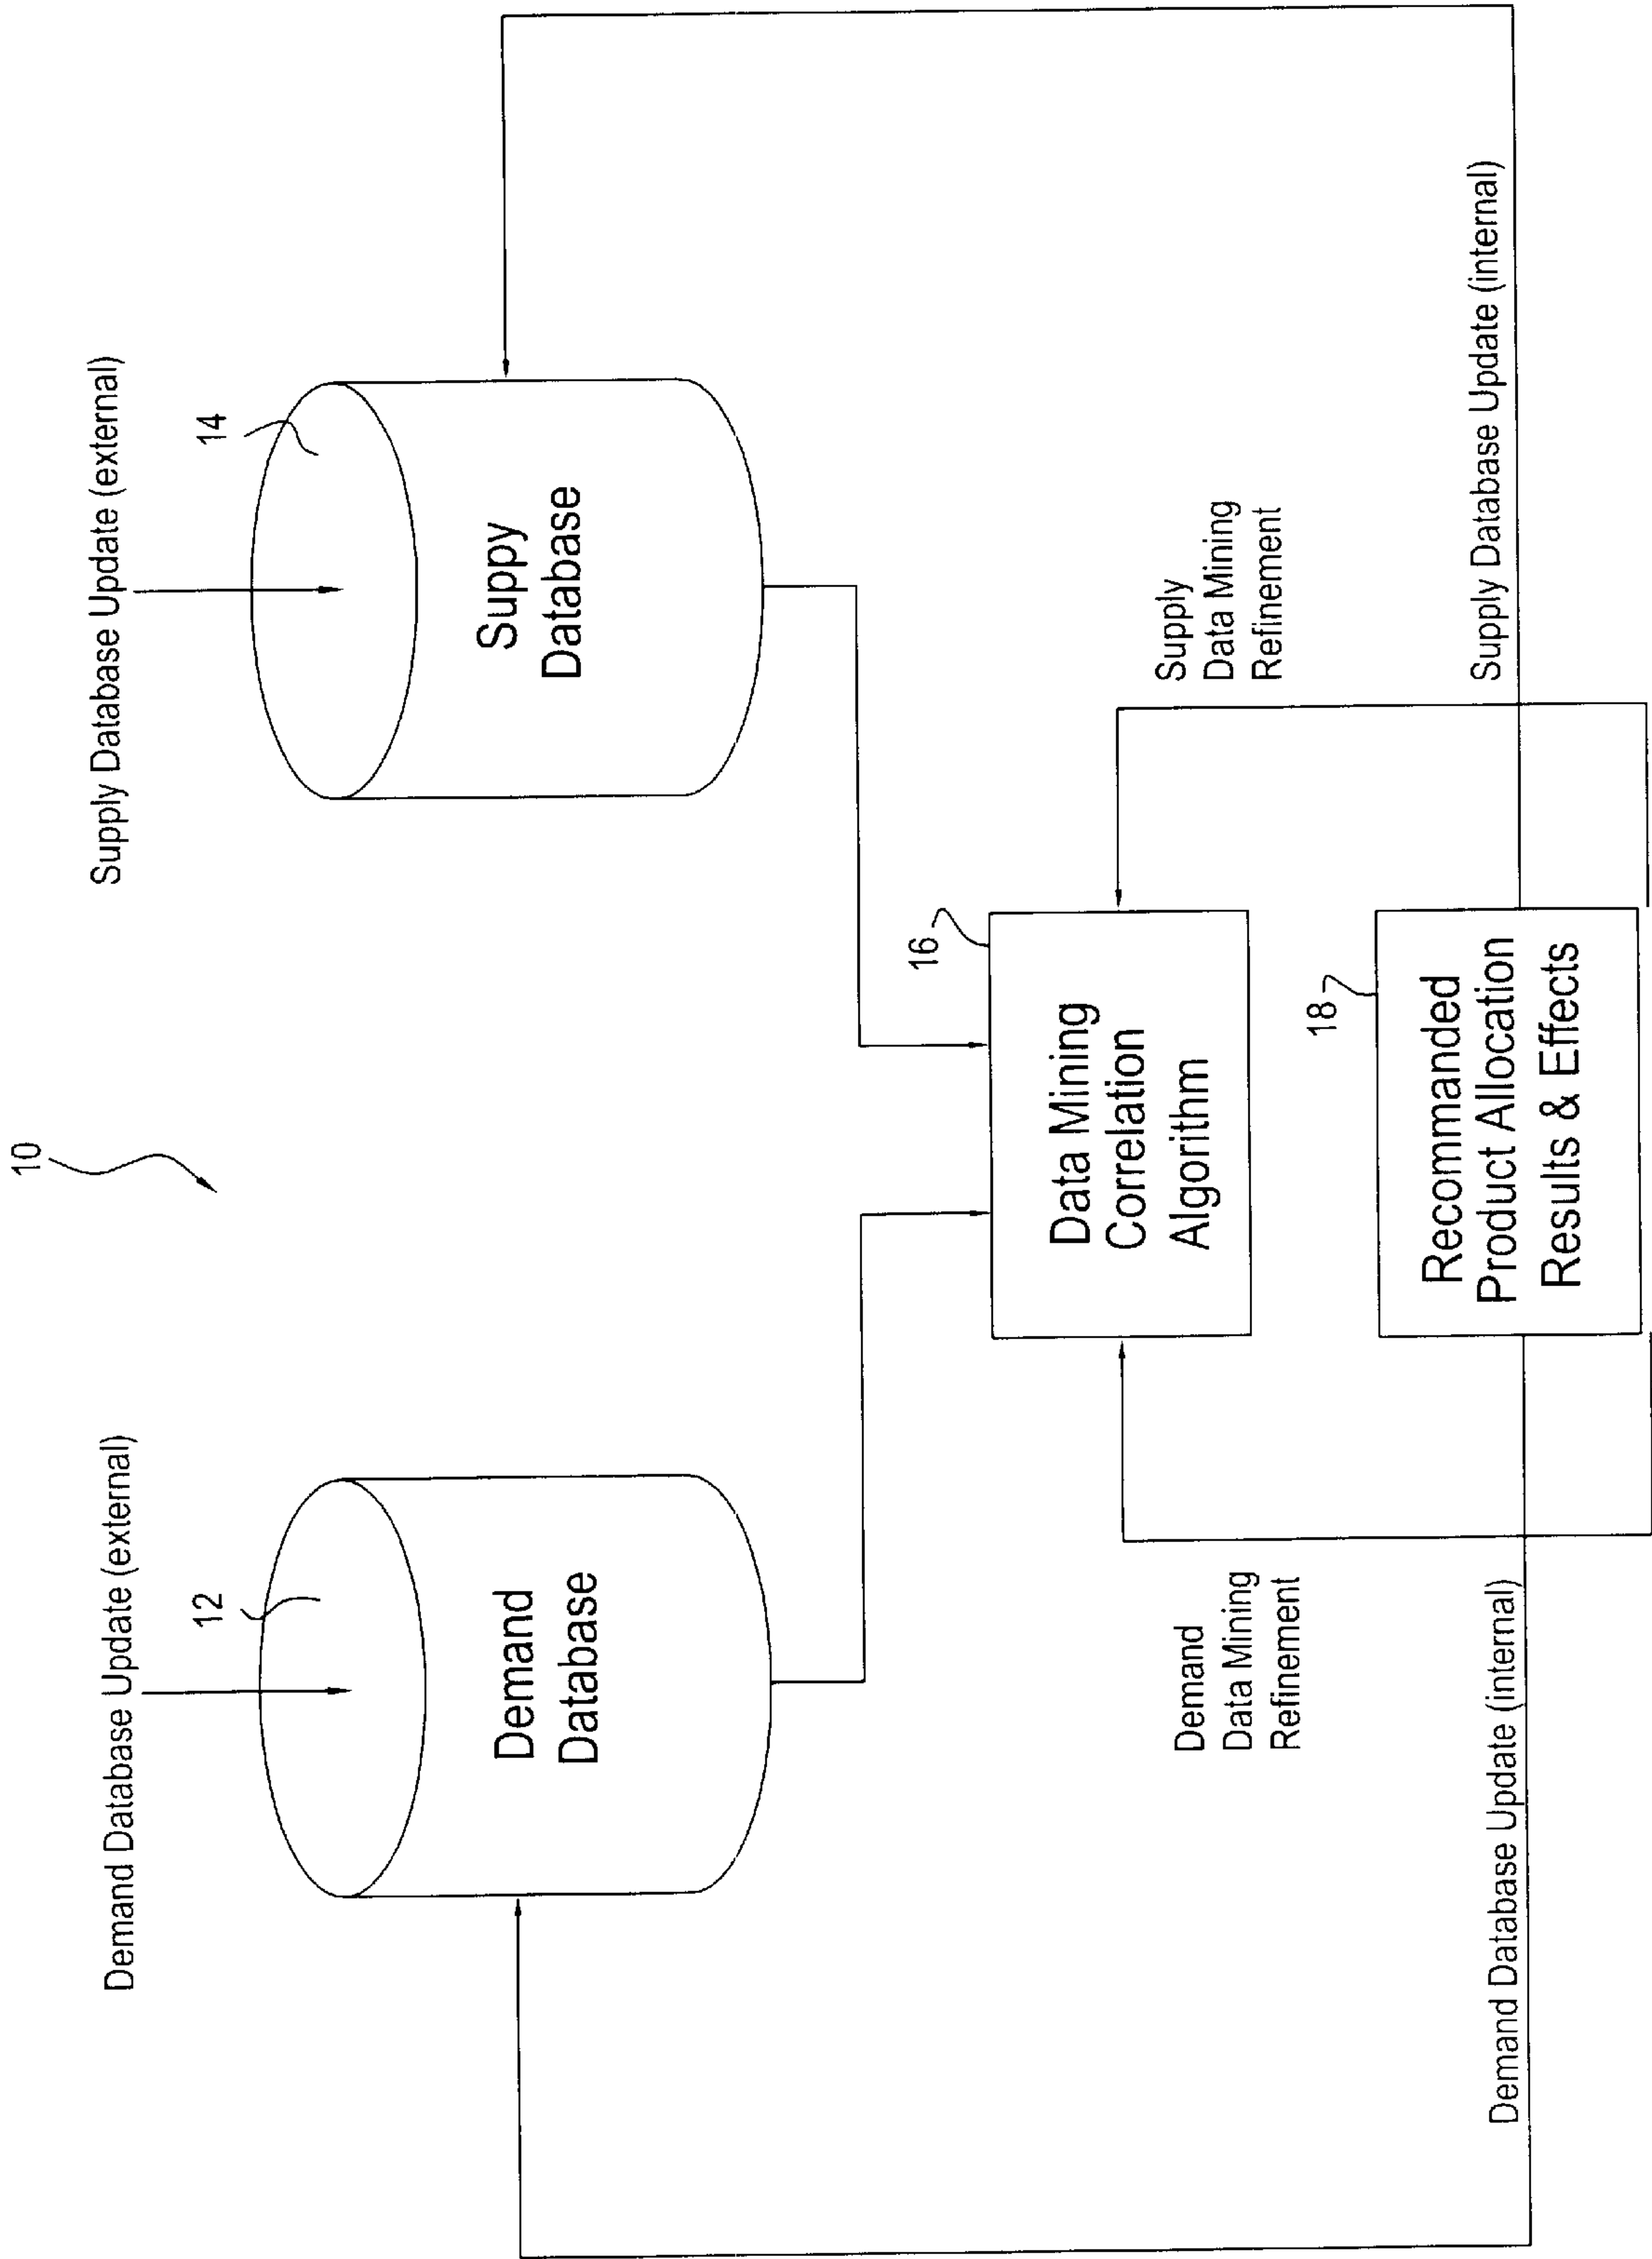 10
Demand Database Update (external)
Supply Database Update (external)
12
14
Demand
Database
Suppy
Database
16
Data Mining
Correlation
Algorithm
Demand
Data Mining
Refinement
Supply
Data Mining
Refinement
18
Recommanded
Product Allocation
Results & Effects
Demand Database Update (internal)
Supply Database Update (internal)